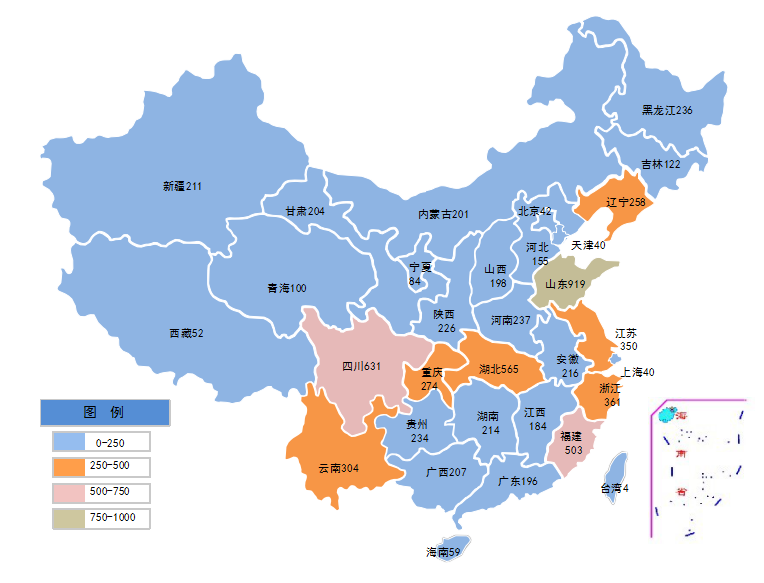 黑龙江236
吉林122
新疆211
辽宁258
甘肃204
内蒙古201
北京42
天津40
河北
155
宁夏
84
山西
198
山东919
青海100
陕西
226
河南237
西藏52
江苏
350
四川631
重庆
274
湖北565
安徽
216
上海40
浙江
361
图 例
0-250
250-500
500-750
750-1000
贵州
234
湖南
214
江西
184
福建
503
云南304
广西207
广东196
台湾4
海南59
海
南
省